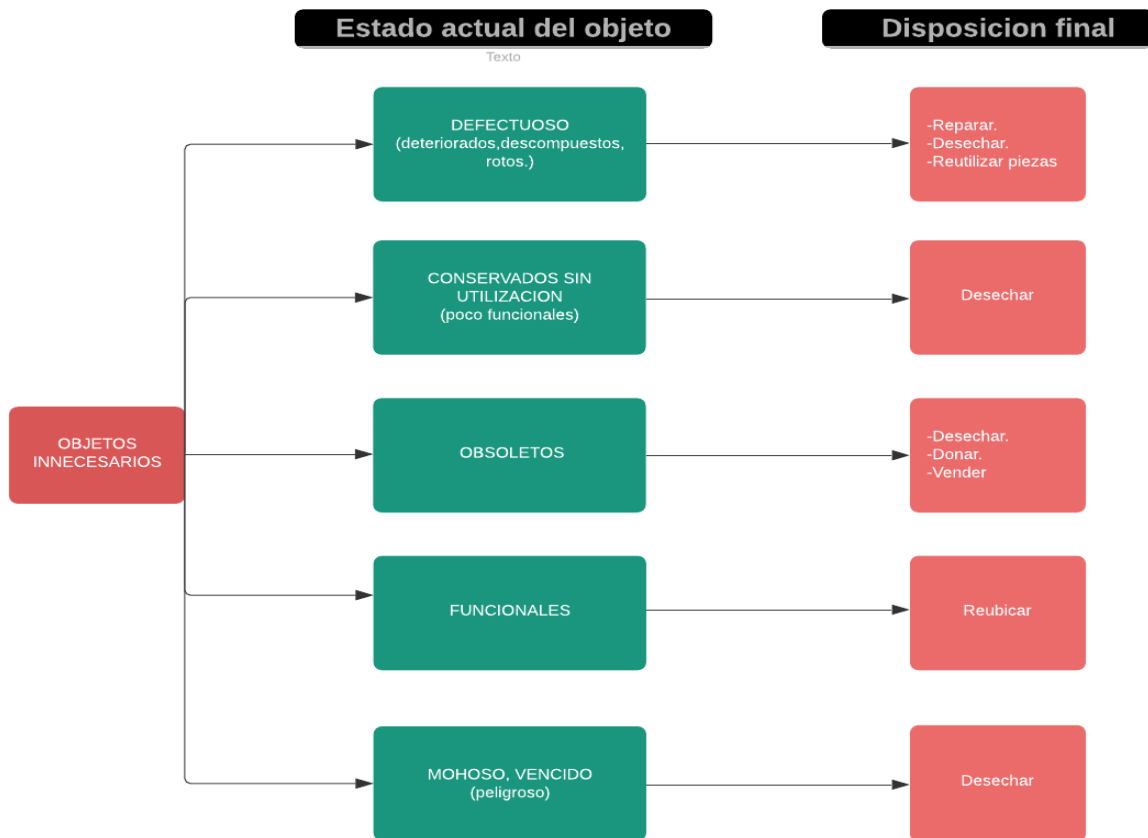 Estado actual del objeto
Disposicion final
Texto
DEFECTUOSO
(deteriorados,descompuestos,
rotos.)
-Reparar.
-Desechar.
-Reutilizar piezas
CONSERVADOS SIN
UTILIZACION
(poco funcionales)
Desechar
OBJETOS
INNECESARIOS
OBSOLETOS
-Desechar.
-Donar.
-Vender
FUNCIONALES
Reubicar
MOHOSO, VENCIDO
(peligroso)
Desechar